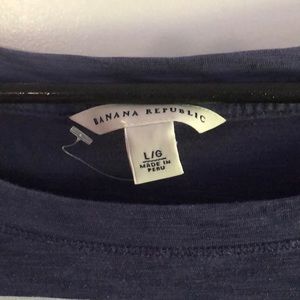 BANANA REPUBLIC
L/G
MADE IN
PERU